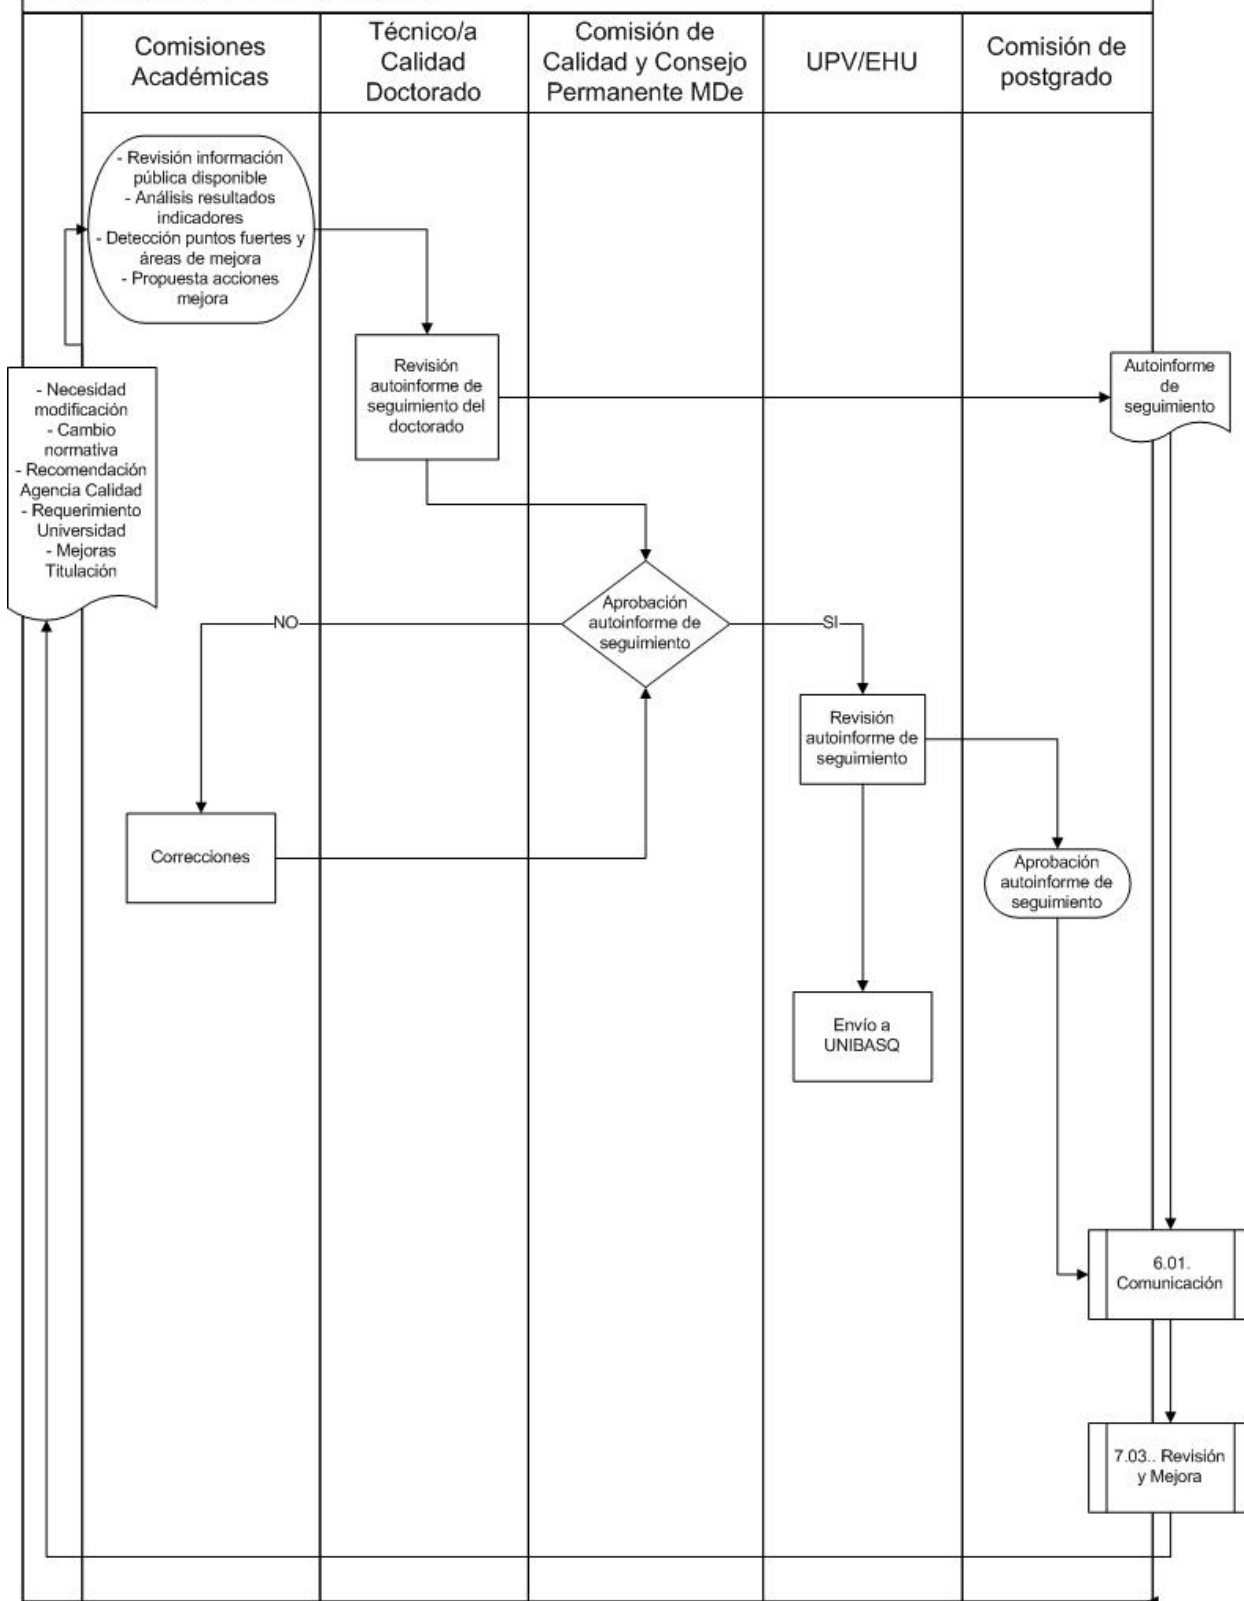 Comisiones
Académicas
Técnico/a
Calidad
Doctorado
Comisión de
Calidad y Consejo
Permanente MDe
UPV/EHU
Comisión de
postgrado
- Revisión información
pública disponible
- Análisis resultados
indicadores
- Detección puntos fuertes y
áreas de mejora
- Propuesta acciones
mejora
Revisión
autoinforme de
seguimiento del
doctorado
Autoinforme
de
seguimiento
- Necesidad
modificación
- Cambio
normativa
- Recomendación
Agencia Calidad
- Requerimiento
Universidad
- Mejoras
Titulación
Aprobación
autoinforme de
seguimiento
NO
SI
Revisión
autoinforme de
seguimiento
Correcciones
Aprobación
autoinforme de
seguimiento
Envío a
UNIBASQ
6.01.
Comunicación
7.03.. Revisión
y Mejora